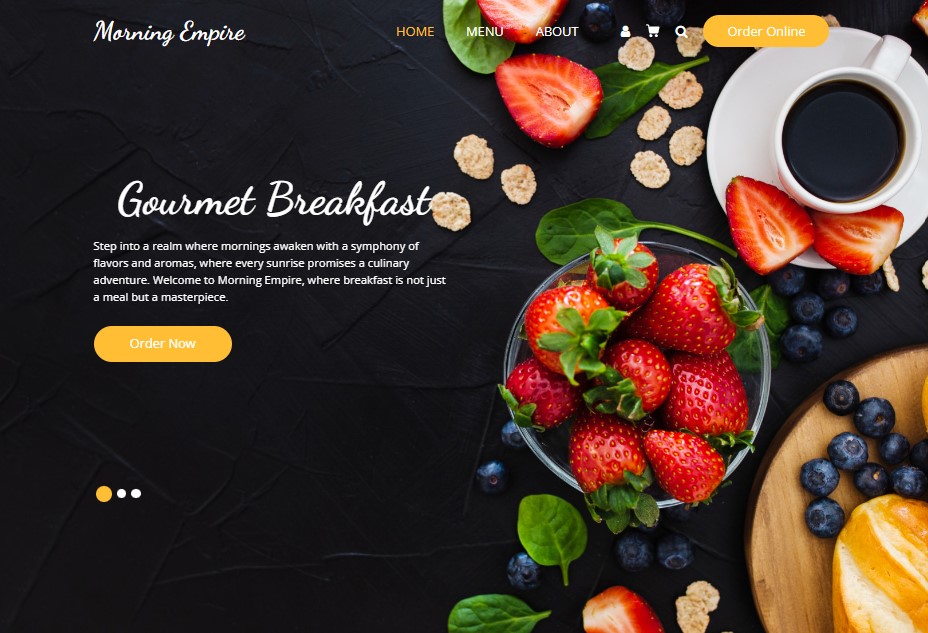 Morning Empire
HOME MENU ABOUT Order Online
Gourmet Breakfast
Step into a realm where mornings awaken with a symphony of
flavors and aromas, where every sunrise promises a culinary
adventure. Welcome to Morning Empire, where breakfast is not just
a meal but a masterpiece.
Order Now